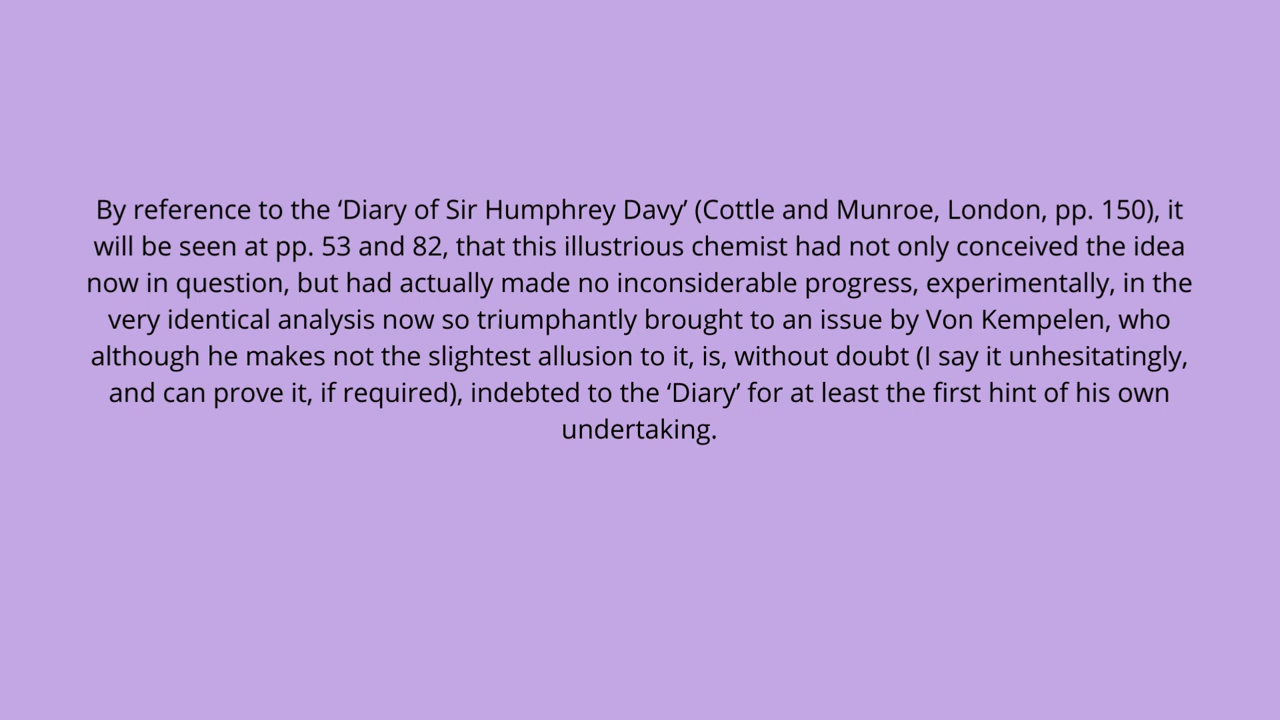 By reference to the ‘Diary of Sir Humphrey Davy’ (Cottle and Munroe, London, pp. 150), it
will be seen at pp. 53 and 82, that this illustrious chemist had not only conceived the idea
now in question, but had actually made no inconsiderable progress, experimentally, in the
very identical analysis now so triumphantly brought to an issue by Von Kempelen, who
although he makes not the slightest allusion to it, is, without doubt (I say it unhesitatingly,
and can prove it, if required), indebted to the ‘Diary’ for at least the first hint of his own
undertaking.